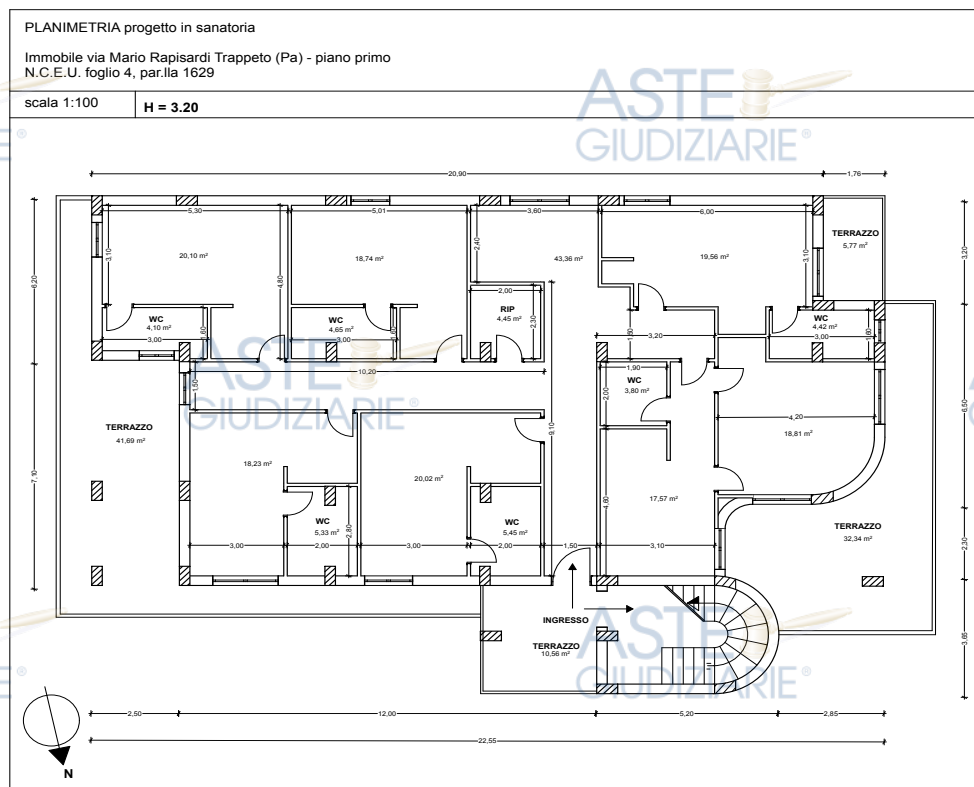 PLANIMETRIA progetto in sanatoria
Immobile via Mario Rapisardi Trappeto (Pa) - piano primo
N.C.E.U. foglio 4, par.lla 1629
scala 1:100
H = 3.20
ASTE
GIUDIZIARIE®
20,90
1,76
5,30
5,01
3,60
6,00
TERRAZZO
5,77 m²
3,20
6,20
3,10
20,10 m²
4,80
18,74 m²
2,40
43,36 m²
19,56 m²
3,10
2,00
RIP
4,45 m²
2,30
WC
4,10 m²
3,00
1,60
WC
4,65 m²
3,00
1,60
1,60
3,20
WC
4,42 m²
3,00
1,60
10,20
1,50
ASTE
GIUDIZIARIE®
1,90
WC
3,80 m²
2,00
4,20
18,81 m²
6,50
TERRAZZO
41,69 m²
7,10
9,10
18,23 m²
20,02 m²
17,57 m²
4,60
WC
5,33 m²
2,80
WC
5,45 m²
TERRAZZO
32,34 m²
2,30
3,00
2,00
3,00
2,00
1,50
3,10
INGRESSO
TERRAZZO
10,56 m²
3,65
ASTE
GIUDIZIARIE®
2,50
12,00
5,20
2,85
22,55
N